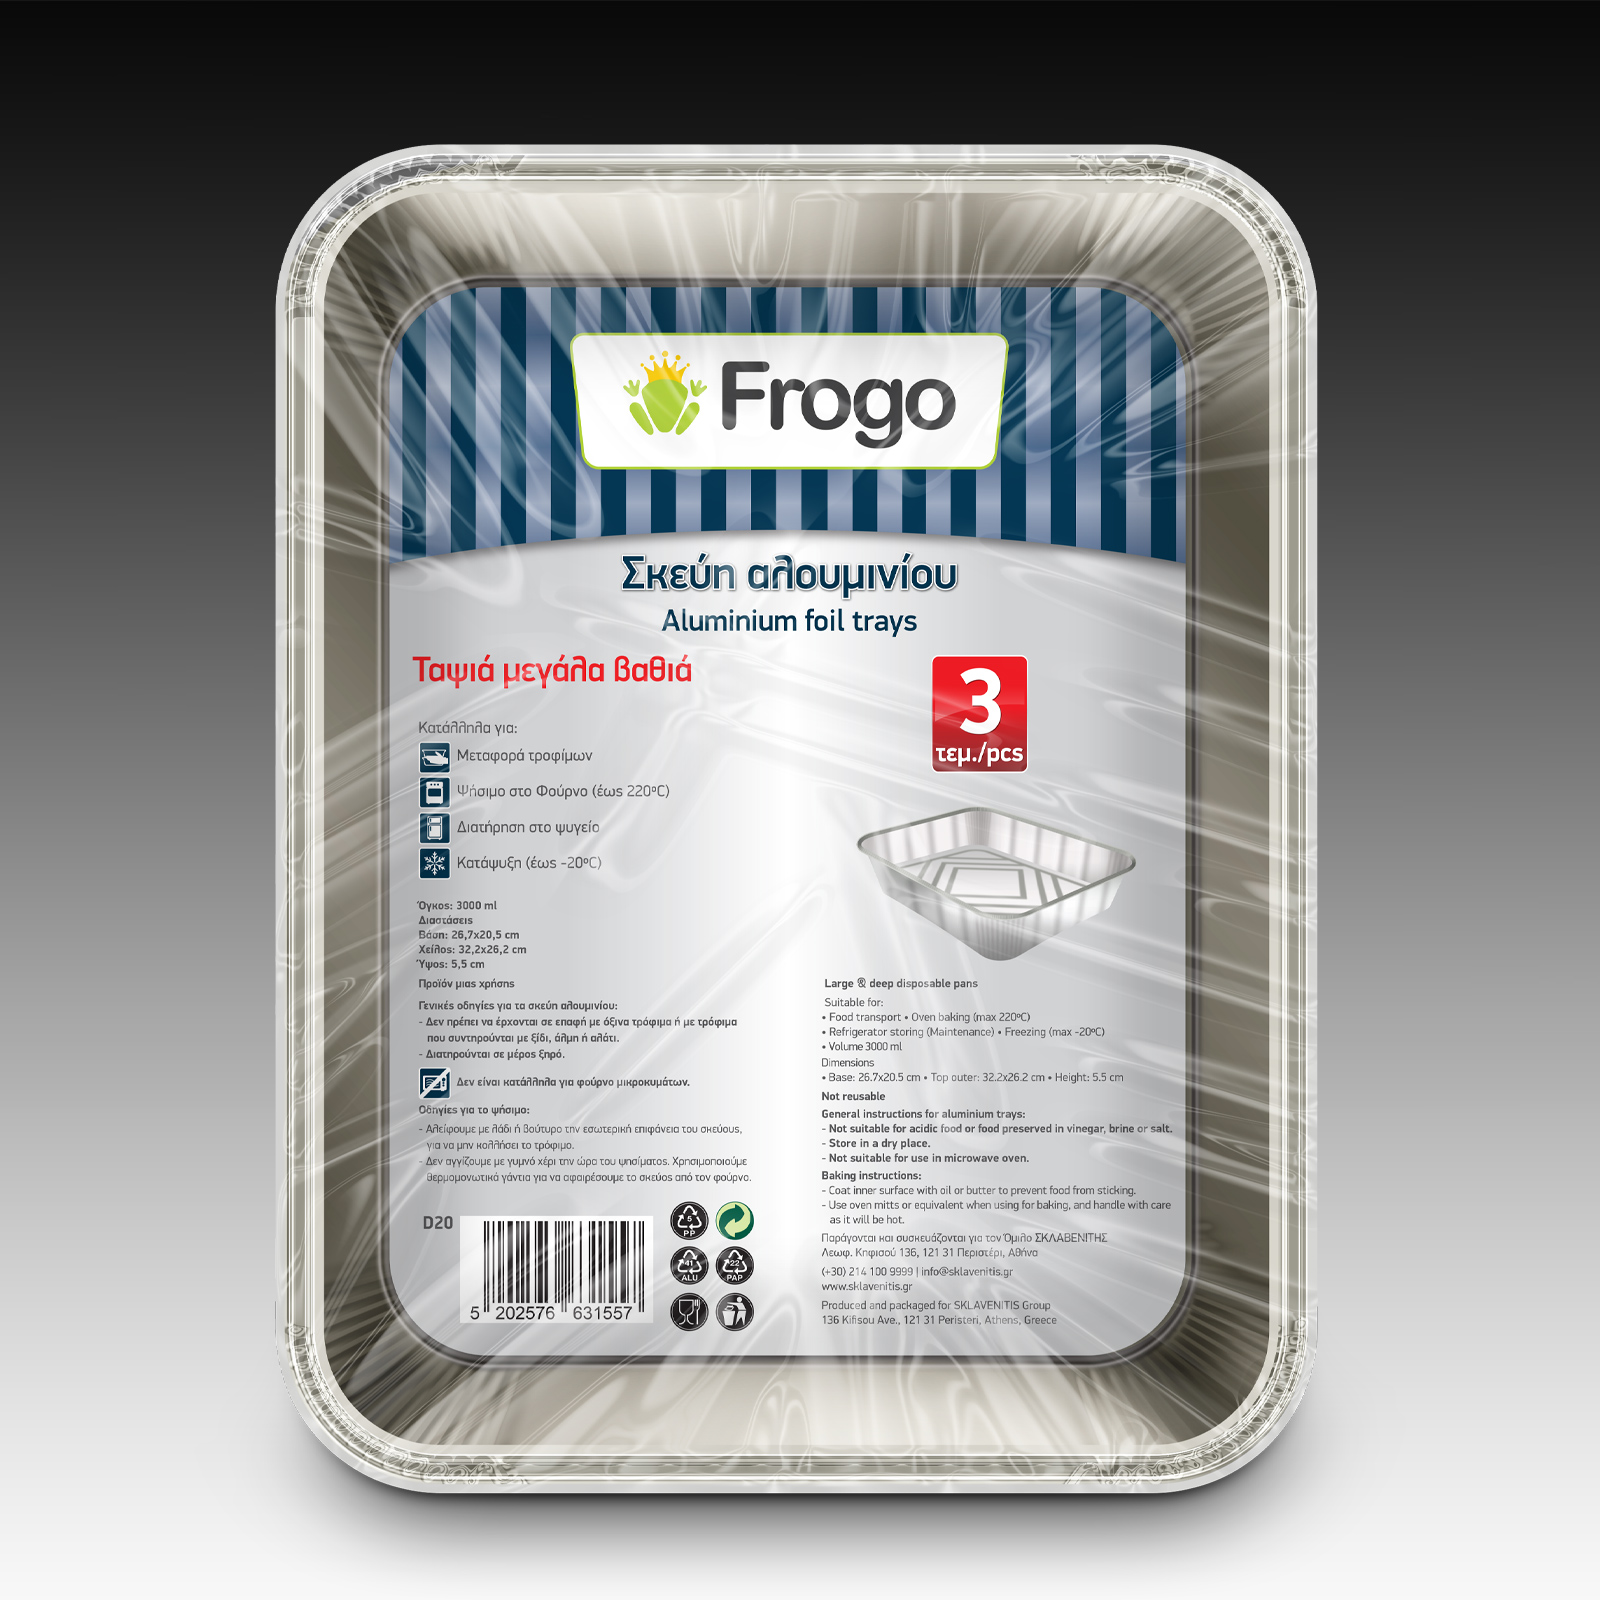 Frogo
Σκεύη αλουμινίου
Aluminium foil trays
Ταψιά μεγάλα βαθιά
3
τεμ./pcs
Κατάλληλα για:
Μεταφορά τροφίμων
Ψήσιμο στο Φούρνο (έως 220ºC)
Διατήρηση στο ψυγείο
Κατάψυξη (έως -20ºC)
Όγκος: 3000 ml
Διαστάσεις
Βάση: 26,7x20,5 cm
Χείλος: 32,2x26,2 cm
Ύψος: 5,5 cm
Προϊόν μιας χρήσης
Γενικές οδηγίες για τα σκεύη αλουμινίου:
- Δεν πρέπει να έρχονται σε επαφή με όξινα τρόφιμα ή με τρόφιμα
που συντηρούνται με ξίδι, άλμη ή αλάτι.
- Διατηρούνται σε μέρος ξηρό.
Δεν είναι κατάλληλα για φούρνο μικροκυμάτων.
Οδηγίες για το ψήσιμο:
- Αλείφουμε με λάδι ή βούτυρο την εσωτερική επιφάνεια του σκεύους,
για να μην κολλήσει το τρόφιμο.
- Δεν αγγίζουμε με γυμνό χέρι την ώρα του ψησίματος. Χρησιμοποιούμε
θερμομονωτικά γάντια για να αφαιρέσουμε το σκεύος από τον φούρνο.
D20
5 202576 631557
5
PP
41
ALU
22
PAP
Large & deep disposable pans
Suitable for:
• Food transport • Oven baking (max 220ºC)
• Refrigerator storing (Maintenance) • Freezing (max -20ºC)
• Volume 3000 ml
Dimensions
• Base: 26.7x20.5 cm • Top outer: 32.2x26.2 cm • Height: 5.5 cm
Not reusable
General instructions for aluminium trays:
- Not suitable for acidic food or food preserved in vinegar, brine or salt.
- Store in a dry place.
- Not suitable for use in microwave oven.
Baking instructions:
- Coat inner surface with oil or butter to prevent food from sticking.
- Use oven mitts or equivalent when using for baking, and handle with care
as it will be hot.
Παράγονται και συσκευάζονται για τον Όμιλο ΣΚΛΑΒΕΝΙΤΗΣ
Λεωφ. Κηφισού 136, 121 31 Περιστέρι, Αθήνα
(+30) 214 100 9999 | info@sklavenitis.gr
www.sklavenitis.gr
Produced and packaged for SKLAVENITIS Group
136 Kifisou Ave., 121 31 Peristeri, Athens, Greece